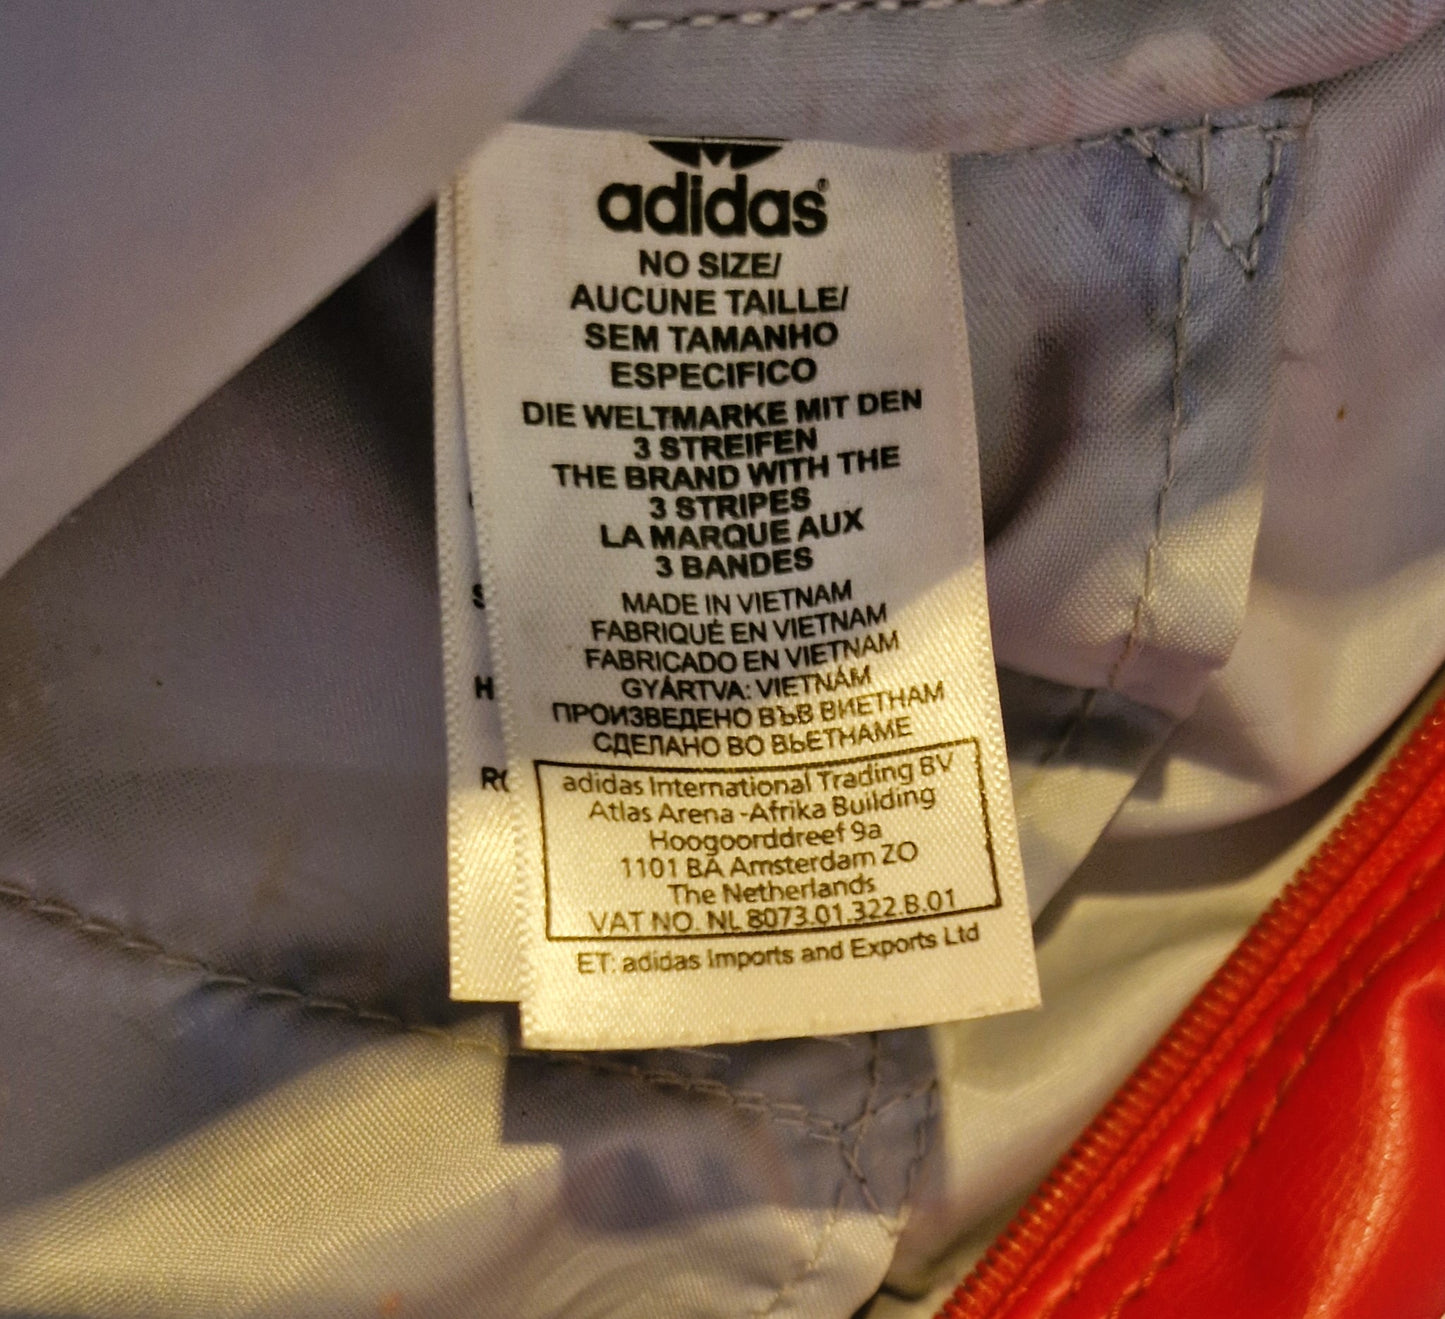 adidas®
NO SIZE/
AUCUNE TAILLE/
SEM TAMANHO
ESPECIFICO
DIE WELTMARKE MIT DEN
3 STREIFEN
THE BRAND WITH THE
3 STRIPES
LA MARQUE AUX
3 BANDES
MADE IN VIETNAM
FABRIQUÉ EN VIETNAM
FABRICADO EN VIETNAM
GYÁRTVA: VIETNÁM
ПРОИЗВЕДЕНО ВЪВ ВИЕТНАМ
СДЕЛАНО ВО ВЬЕТНАМЕ
adidas International Trading BV
Atlas Arena -Afrika Building
Hoogoorddreef 9a
1101 BA Amsterdam ZO
The Netherlands
VAT NO. NL 8073.01.322.B.01
ET: adidas Imports and Exports Ltd